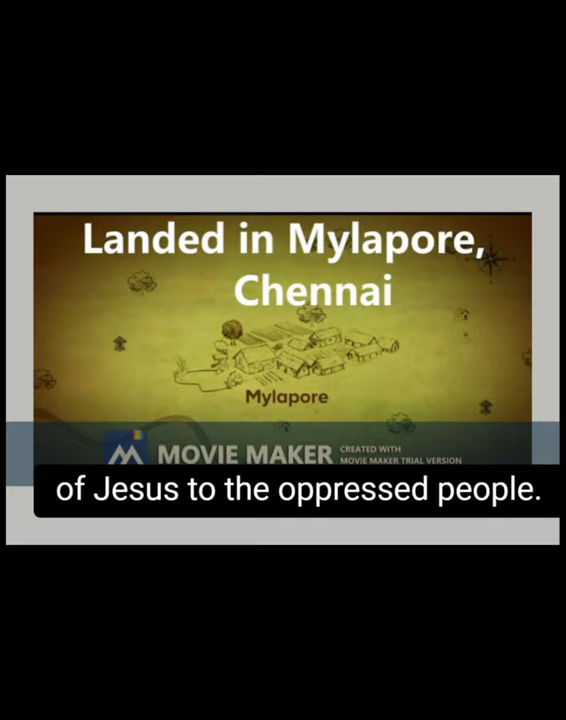 Landed in Mylapore,
Chennai
Mylapore
MOVIE MAKER
CREATED WITH
MOVIE MAKER TRIAL VERSION
of Jesus to the oppressed people.